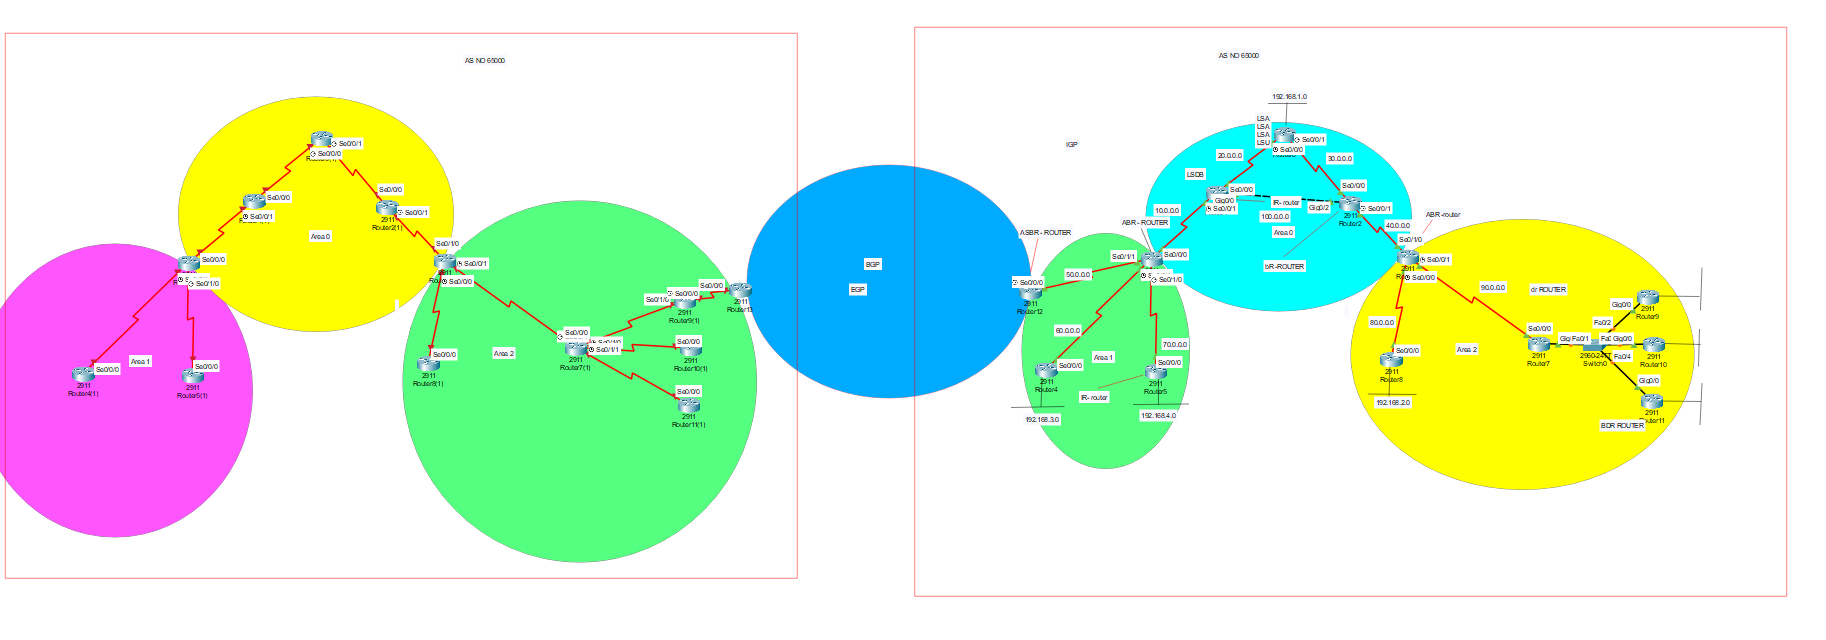 AS NO 65000
Se0/0/1
Se0/0/0
Se0/0/0
Se0/0/0
Se0/0/1
2911
Router2(1)
Se0/0/1
Area 0
Se0/1/0
Se0/0/1
Se0/0/0
2911
Se0/0/0
Se0/1/0
Area 1
Se0/0/0
2911
Router4(1)
Se0/0/0
2911
Router5(1)
Se0/0/0
2911
Router8(1)
Area 2
Se0/0/0
Se0/1/1
2911
Router7(1)
Se0/0/0
Se0/0/0
2911
Router9(1)
2911
Router13
Se0/0/0
2911
Router10(1)
Se0/0/0
2911
Router11(1)
BGP
EGP
AS NO 65000
IGP
192.168.1.0
LSA
LSA
LSA
LSU
Se0/0/1
Se0/0/0
20.0.0.0
30.0.0.0
LSDB
Se0/0/0
Gig0/0
Se0/0/1
IR- router
100.0.0.0
Gig0/2
Se0/0/0
2911
Router2
Se0/0/1
Area 0
bR -ROUTER
10.0.0.0
40.0.0.0
ABR - ROUTER
ABR -router
ASBR - ROUTER
Se0/0/0
2911
Router12
Se0/1/1
Se0/0/0
Se0/1/0
50.0.0.0
60.0.0.0
70.0.0.0
Area 1
Se0/0/0
2911
Router4
Se0/0/0
2911
Router5
IR- router
192.168.3.0
192.168.4.0
Se0/1/0
Se0/0/1
Se0/0/0
2911
90.0.0.0
80.0.0.0
dr ROUTER
Se0/0/0
2911
Router8
192.168.2.0
Area 2
Se0/0/0
2911
Router7
Fa0/1
Fa0/2
Fa0/4
2960-24TT
Switch0
Gig0/0
2911
Router9
Gig0/0
2911
Router10
Gig0/0
2911
BDR ROUTER